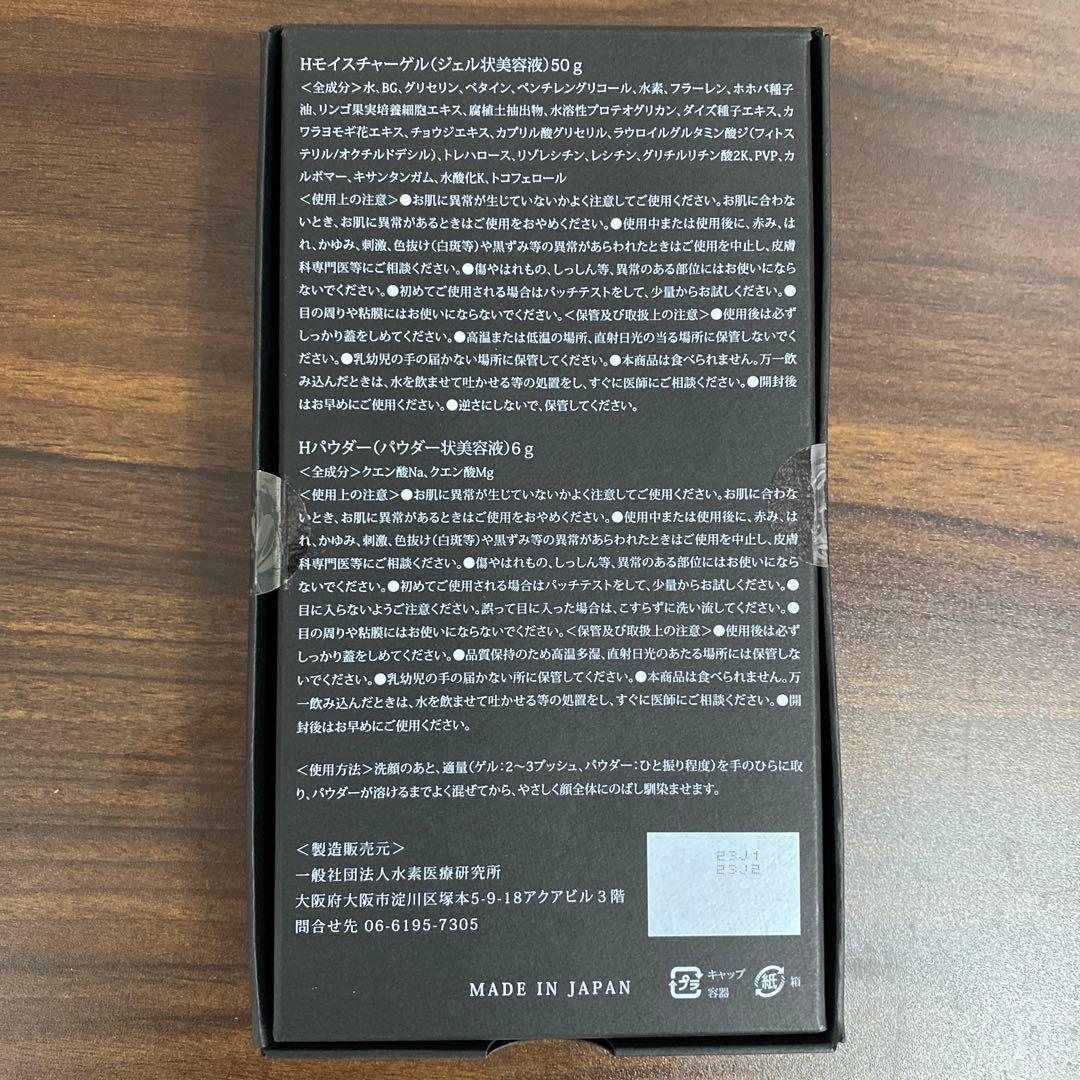 Hモイスチャーゲル(ジェル状美容液)50g
<全成分>水、BG、グリセリン、ベタイン、ペンチレングリコール、水素、フラーレン、ホホバ種子
油、リンゴ果実培養細胞エキス、腐植土抽出物、水溶性プロテオグリカン、ダイズ種子エキス、カ
ワラヨモギ花エキス、チョウジエキス、カプリル酸グリセリル、ラウロイルグルタミン酸ジ(フィトス
テリル/オクチルドデシル)、トレハロース、リゾレシチン、レシチン、グリチルリチン酸2K、PVP、カ
ルボマー、キサンタンガム、水酸化K、トコフェロール
<使用上の注意>●お肌に異常が生じていないかよく注意してご使用ください。お肌に合わな
いとき、お肌に異常があるときはご使用をおやめください。●使用中または使用後に、赤み、は
れ、かゆみ、刺激、色抜け(白斑等)や黒ずみ等の異常があらわれたときはご使用を中止し、皮膚
科専門医等にご相談ください。●傷やはれもの、しっしん等、異常のある部位にはお使いになら
ないでください。●初めてご使用される場合はパッチテストをして、少量からお試しください。●
目の周りや粘膜にはお使いにならないでください。<保管及び取扱上の注意>●使用後は必ず
しっかり蓋をしめてください。●高温または低温の場所、直射日光の当る場所に保管しないでく
ださい。●乳幼児の手の届かない場所に保管してください。●本商品は食べられません。万一飲
み込んだときは、水を飲ませて吐かせる等の処置をし、すぐに医師にご相談ください。●開封後
はお早めにご使用ください。●逆さにしないで、保管してください。
Hパウダー(パウダー状美容液)6g
<全成分>クエン酸Na、クエン酸Mg
<使用上の注意>●お肌に異常が生じていないかよく注意してご使用ください。お肌に合わな
いとき、お肌に異常があるときはご使用をおやめください。●使用中または使用後に、赤み、は
れ、かゆみ、刺激、色抜け(白斑等)や黒ずみ等の異常があらわれたときはご使用を中止し、皮膚
科専門医等にご相談ください。●傷やはれもの、しっしん等、異常のある部位にはお使いになら
ないでください。●初めてご使用される場合はパッチテストをして、少量からお試しください。●
目に入らないようご注意ください。誤って目に入った場合は、こすらずに洗い流してください。●
目の周りや粘膜にはお使いにならないでください。<保管及び取扱上の注意>●使用後は必ず
しっかり蓋をしめてください。●品質保持のため高温多湿、直射日光のあたる場所には保管しな
いでください。●乳幼児の手の届かない所に保管してください。●本商品は食べられません。万
一飲み込んだときは、水を飲ませて吐かせる等の処置をし、すぐに医師にご相談ください。●開
封後はお早めにご使用ください。
<使用方法>洗顔のあと、適量(ゲル:2〜3プッシュ、パウダー:ひと振り程度)を手のひらに取
り、パウダーが溶けるまでよく混ぜてから、やさしく顔全体にのばし馴染ませます。
<製造販売元>
一般社団法人水素医療研究所
大阪府大阪市淀川区塚本5-9-18アクアビル3階
問合せ先 06-6195-7305
23J1
23J2
MADE IN JAPAN
プラ
キャップ
容器
紙
箱